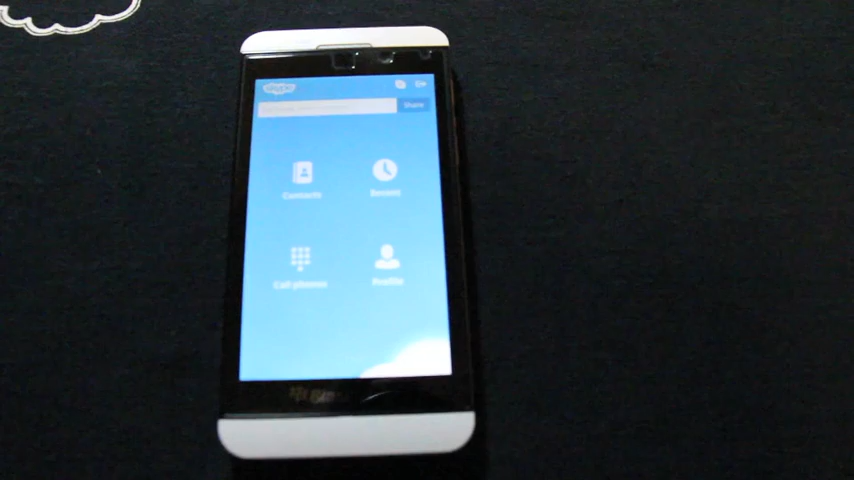 skype
Share
Contacts
Recent
Call phones
Profile